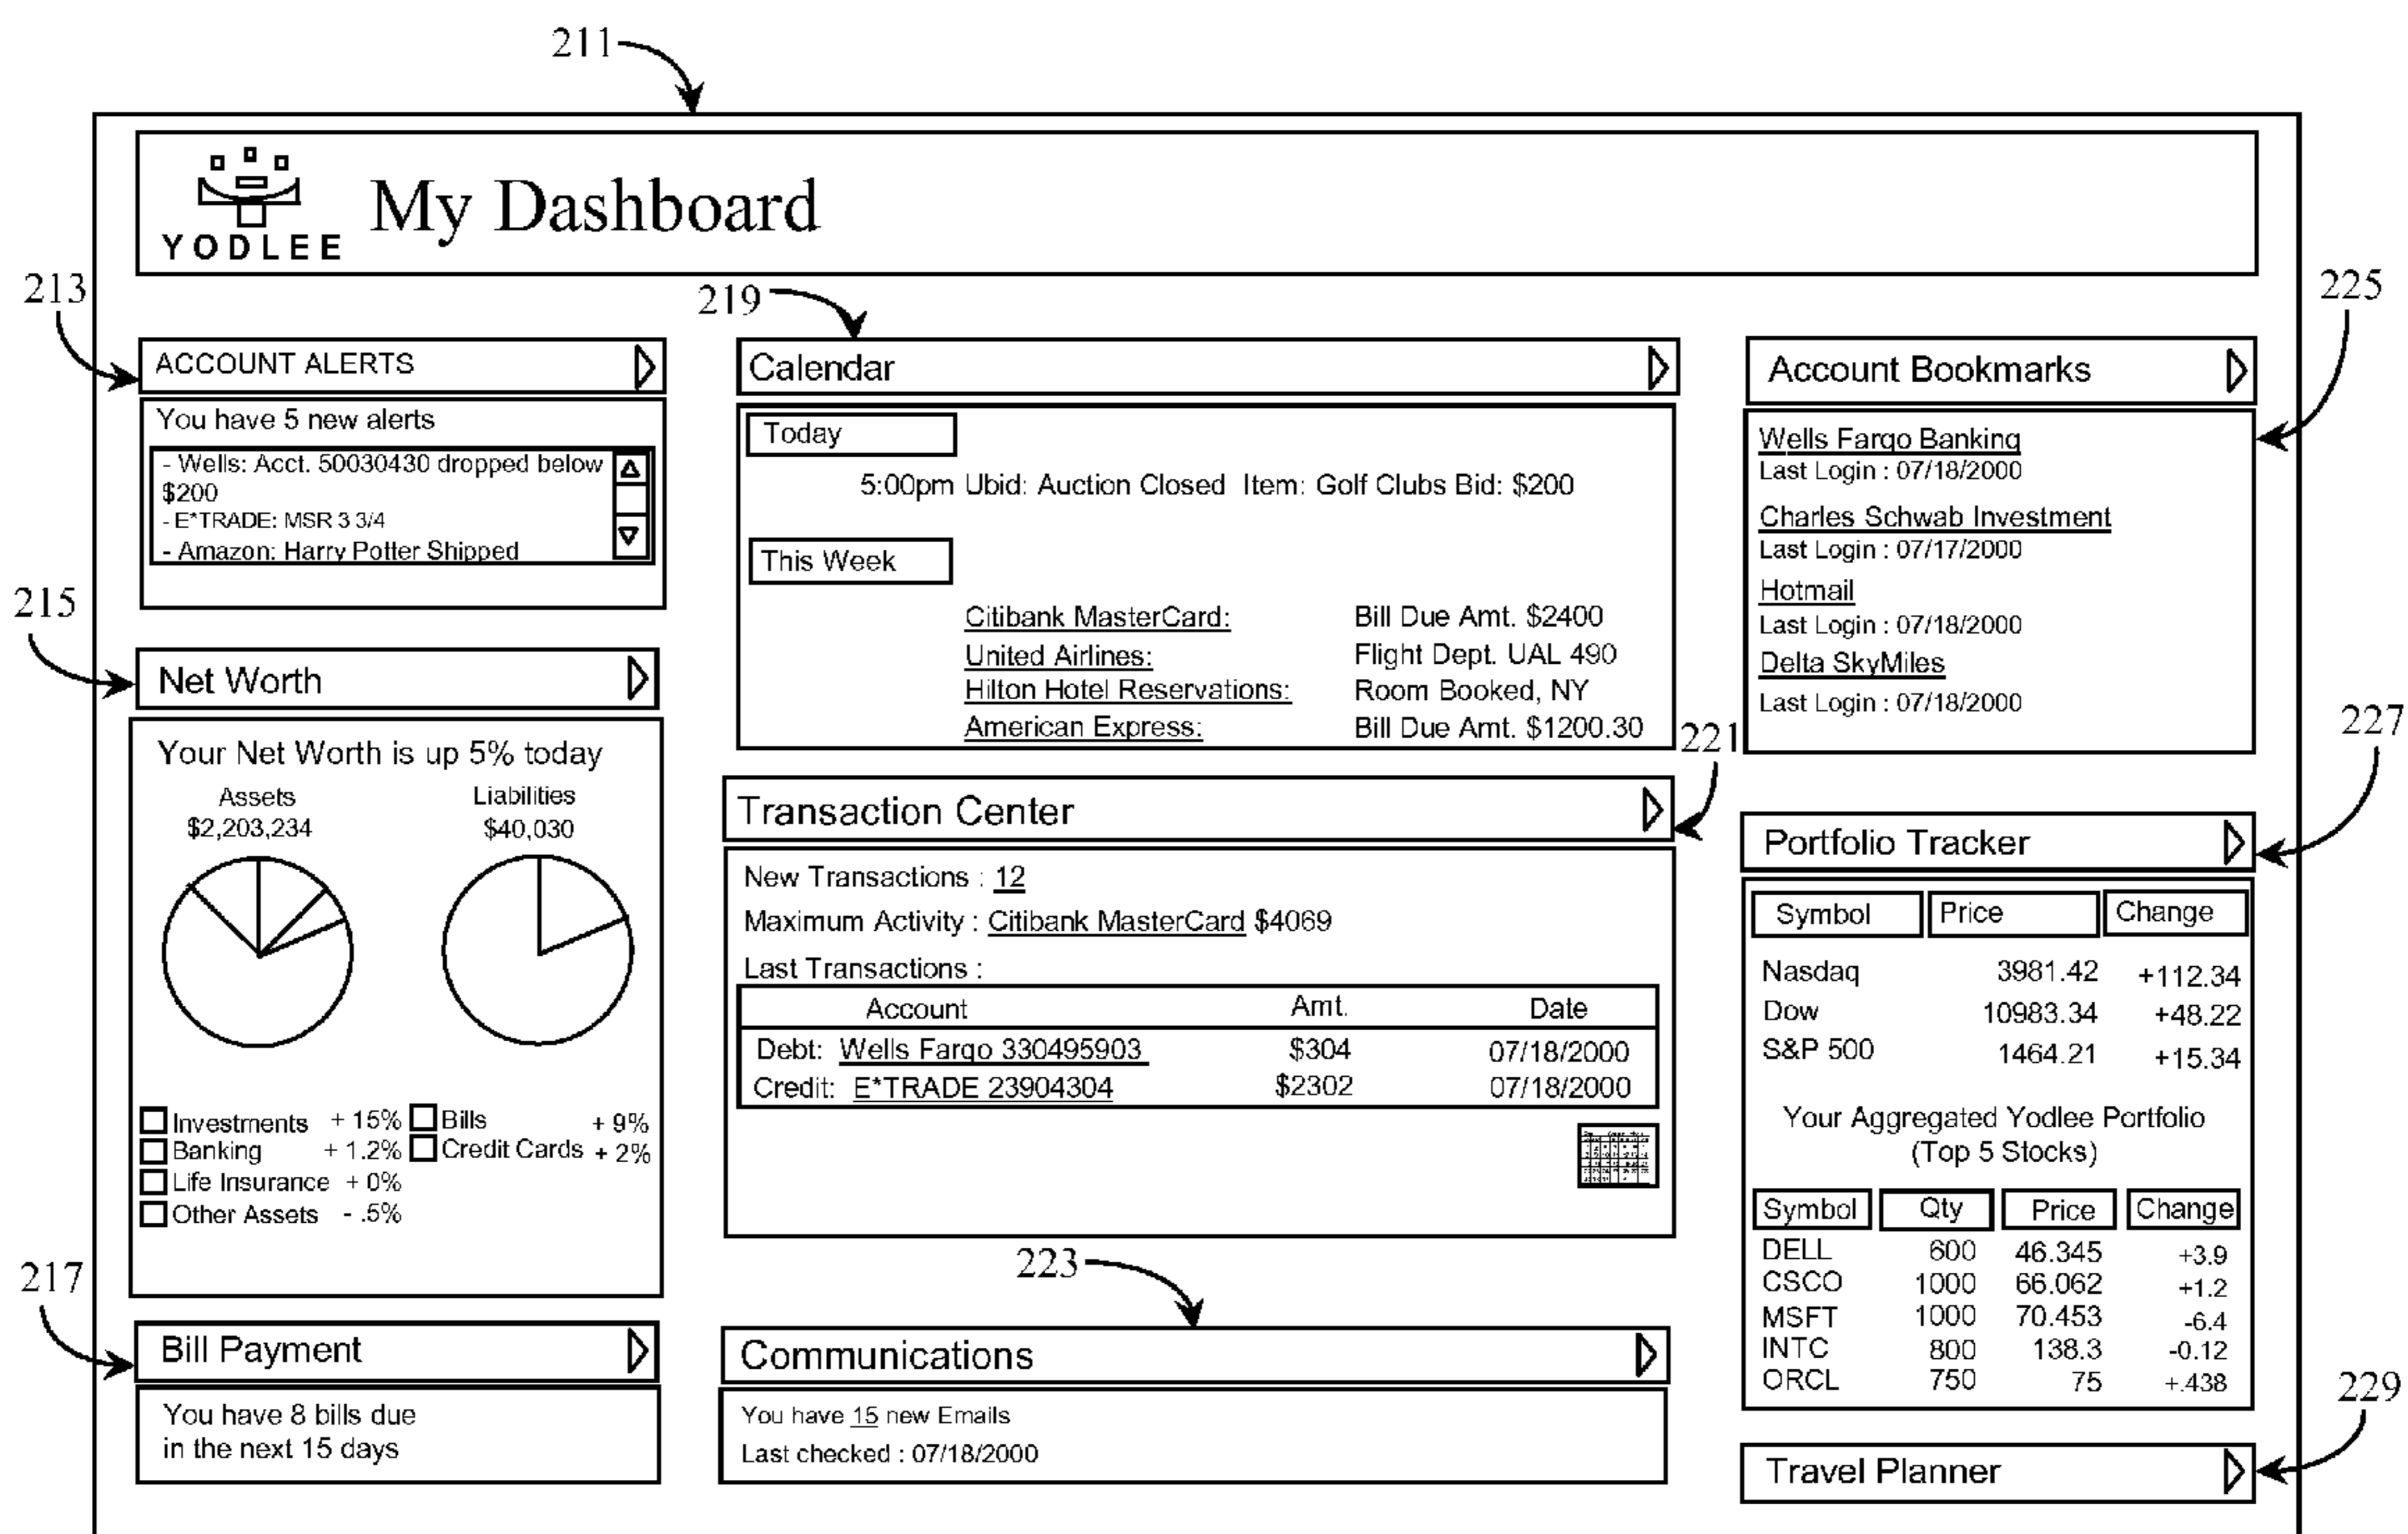 211
YODLEE
My Dashboard
213
ACCOUNT ALERTS
You have 5 new alerts
- Wells: Acct. 50030430 dropped below
$200
- E*TRADE: MSR 3 3/4
- Amazon: Harry Potter Shipped
215
Net Worth
Your Net Worth is up 5% today
Assets Liabilities
$2,203,234 $40,030
Investments + 15% Bills + 9%
Banking + 1.2% Credit Cards + 2%
Life Insurance + 0%
Other Assets - .5%
217
Bill Payment
You have 8 bills due
in the next 15 days
219
Calendar
Today
5:00pm Ubid: Auction Closed Item: Golf Clubs Bid: $200
This Week
Citibank MasterCard: Bill Due Amt. $2400
United Airlines: Flight Dept. UAL 490
Hilton Hotel Reservations: Room Booked, NY
American Express: Bill Due Amt. $1200.30
221
Transaction Center
New Transactions : 12
Maximum Activity : Citibank MasterCard $4069
Last Transactions :
Account Amt. Date
Debt: Wells Fargo 330495903 $304 07/18/2000
Credit: E*TRADE 23904304 $2302 07/18/2000
223
Communications
You have 15 new Emails
Last checked : 07/18/2000
225
Account Bookmarks
Wells Fargo Banking
Last Login : 07/18/2000
Charles Schwab Investment
Last Login : 07/17/2000
Hotmail
Last Login : 07/18/2000
Delta SkyMiles
Last Login : 07/18/2000
227
Portfolio Tracker
Symbol Price Change
Nasdaq 3981.42 +112.34
Dow 10983.34 +48.22
S&P 500 1464.21 +15.34
Your Aggregated Yodlee Portfolio
(Top 5 Stocks)
Symbol Qty Price Change
DELL 600 46.345 +3.9
CSCO 1000 66.062 +1.2
MSFT 1000 70.453 -6.4
INTC 800 138.3 -0.12
ORCL 750 75 +.438
229
Travel Planner